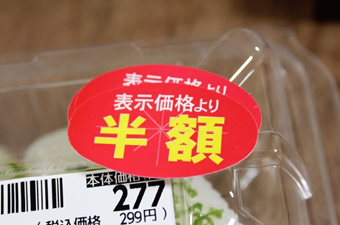 表示価格より
表示価格より
半額
本体価格
277
(税込価格 299円)